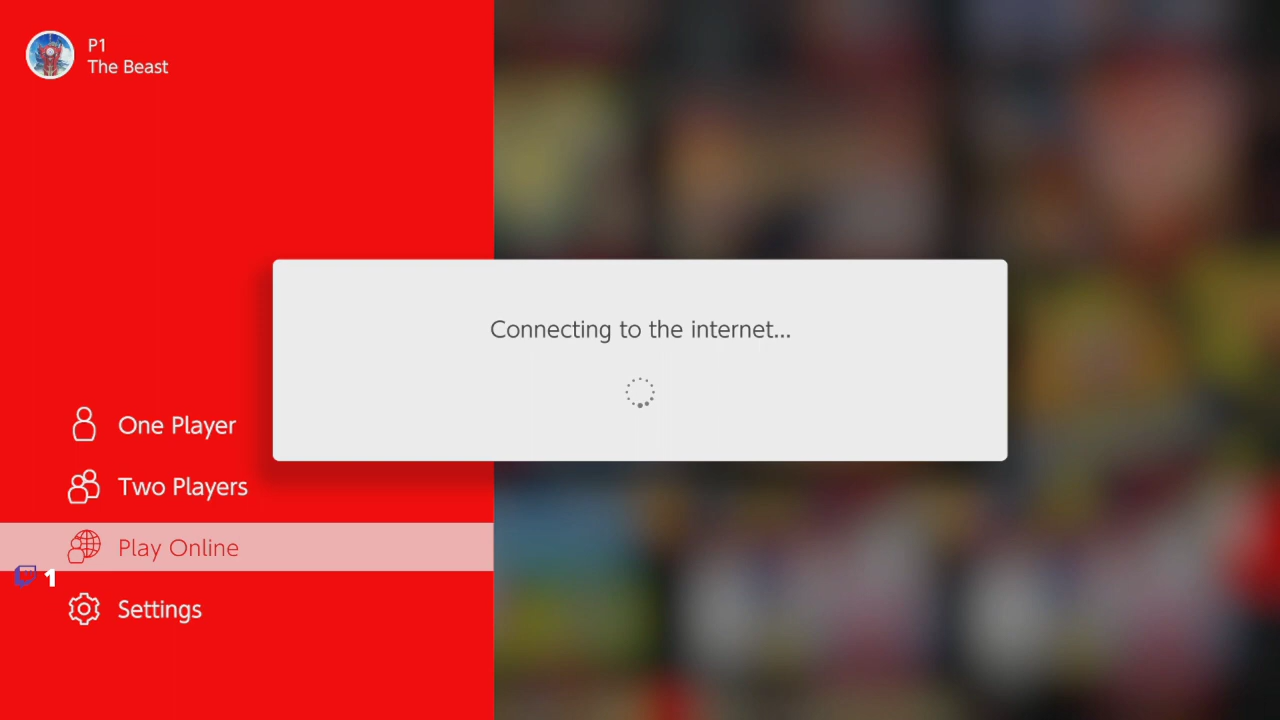 P1
The Beast
Connecting to the internet...
One Player
Two Players
Play Online
1
Settings